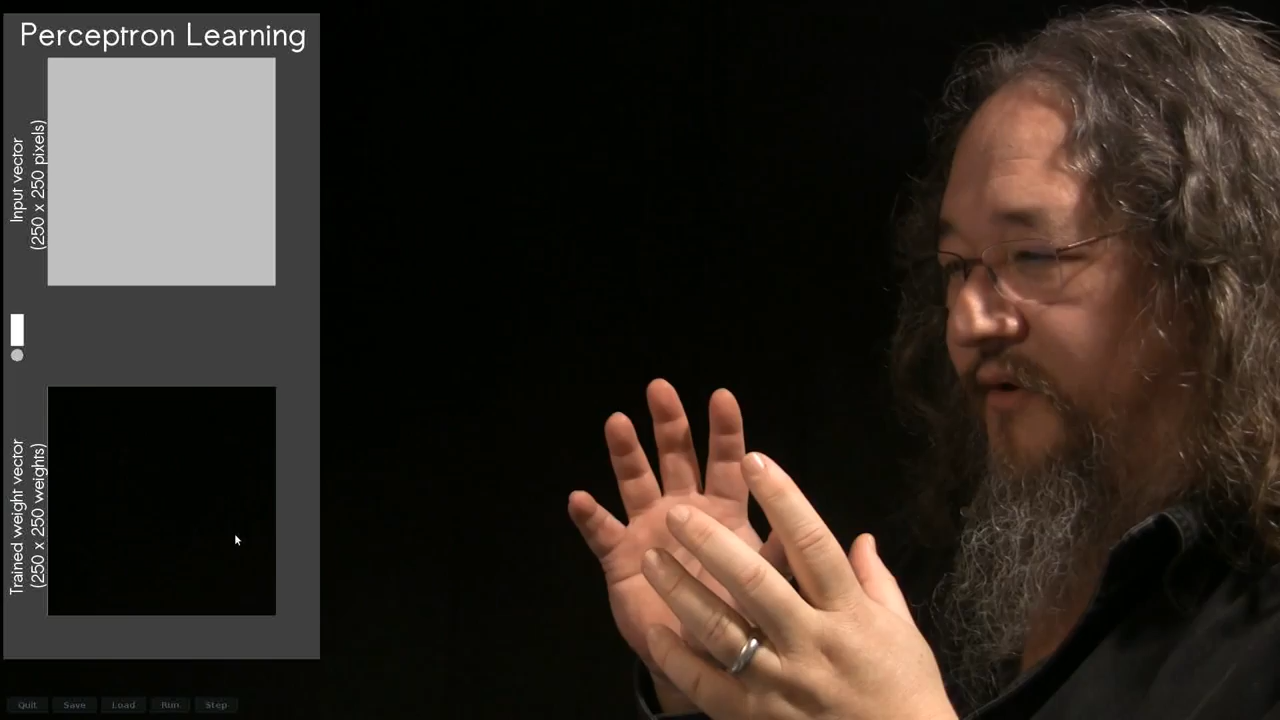 Perceptron Learning
Input vector
(250 x 250 pixels)
Trained weight vector
(250 x 250 weights)
Quit Save Load Run Step